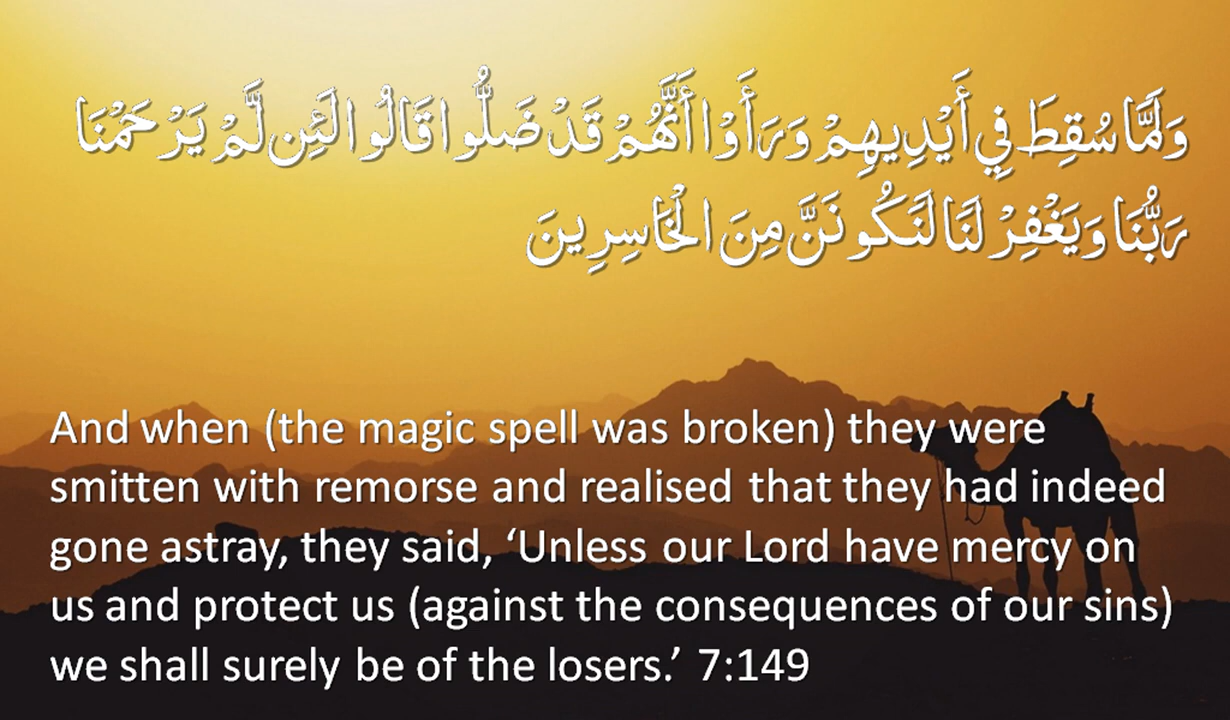 وَلَمَّا سُقِطَ فِي أَيْدِيهِمْ وَرَأَوْا أَنَّهُمْ قَدْ ضَلُّوا قَالُوا لَئِن لَّمْ يَرْحَمْنَا
رَبُّنَا وَيَغْفِرْ لَنَا لَنَكُونَنَّ مِنَ الْخَاسِرِينَ
And when (the magic spell was broken) they were
smitten with remorse and realised that they had indeed
gone astray, they said, ‘Unless our Lord have mercy on
us and protect us (against the consequences of our sins)
we shall surely be of the losers.’ 7:149